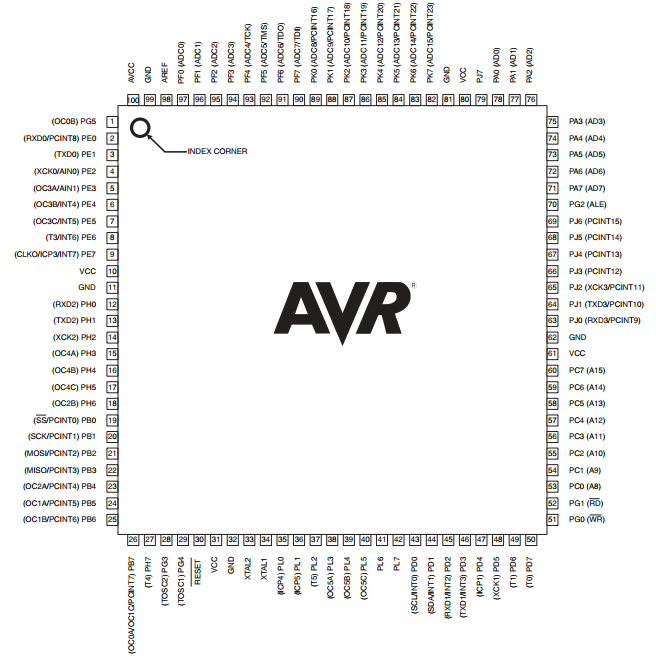 AVCC
GND
AREF
PF0 (ADC0)
PF1 (ADC1)
PF2 (ADC2)
PF3 (ADC3)
PF4 (ADC4/TCK)
PF5 (ADC5/TMS)
PF6 (ADC6/TDO)
PF7 (ADC7/TDI)
PK0 (ADC8/PCINT16)
PK1 (ADC9/PCINT17)
PK2 (ADC10/PCINT18)
PK3 (ADC11/PCINT19)
PK4 (ADC12/PCINT20)
PK5 (ADC13/PCINT21)
PK6 (ADC14/PCINT22)
PK7 (ADC15/PCINT23)
GND
VCC
PJ7
PA0 (AD0)
PA1 (AD1)
PA2 (AD2)
100 99 98 97 96 95 94 93 92 91 90 89 88 87 86 85 84 83 82 81 80 79 78 77 76
(OC0B) PG5 1
(RXD0/PCINT8) PE0 2
(TXD0) PE1 3
(XCK0/AIN0) PE2 4
(OC3A/AIN1) PE3 5
(OC3B/INT4) PE4 6
(OC3C/INT5) PE5 7
(T3/INT6) PE6 8
(CLKO/ICP3/INT7) PE7 9
VCC 10
GND 11
(RXD2) PH0 12
(TXD2) PH1 13
(XCK2) PH2 14
(OC4A) PH3 15
(OC4B) PH4 16
(OC4C) PH5 17
(OC2B) PH6 18
(SS/PCINT0) PB0 19
(SCK/PCINT1) PB1 20
(MOSI/PCINT2) PB2 21
(MISO/PCINT3) PB3 22
(OC2A/PCINT4) PB4 23
(OC1A/PCINT5) PB5 24
(OC1B/PCINT6) PB6 25
INDEX CORNER
AVR®
75 PA3 (AD3)
74 PA4 (AD4)
73 PA5 (AD5)
72 PA6 (AD6)
71 PA7 (AD7)
70 PG2 (ALE)
69 PJ6 (PCINT15)
68 PJ5 (PCINT14)
67 PJ4 (PCINT13)
66 PJ3 (PCINT12)
65 PJ2 (XCK3/PCINT11)
64 PJ1 (TXD3/PCINT10)
63 PJ0 (RXD3/PCINT9)
62 GND
61 VCC
60 PC7 (A15)
59 PC6 (A14)
58 PC5 (A13)
57 PC4 (A12)
56 PC3 (A11)
55 PC2 (A10)
54 PC1 (A9)
53 PC0 (A8)
52 PG1 (RD)
51 PG0 (WR)
26 27 28 29 30 31 32 33 34 35 36 37 38 39 40 41 42 43 44 45 46 47 48 49 50
(OC0A/OC1C/PCINT7) PB7
(T4) PH7
(TOSC2) PG3
(TOSC1) PG4
RESET
VCC
GND
XTAL2
XTAL1
(ICP4) PL0
(ICP5) PL1
(T5) PL2
(OC5A) PL3
(OC5B) PL4
(OC5C) PL5
PL6
PL7
(SCL/INT0) PD0
(SDA/INT1) PD1
(RXD1/INT2) PD2
(TXD1/INT3) PD3
(ICP1) PD4
(XCK1) PD5
(T1) PD6
(T0) PD7